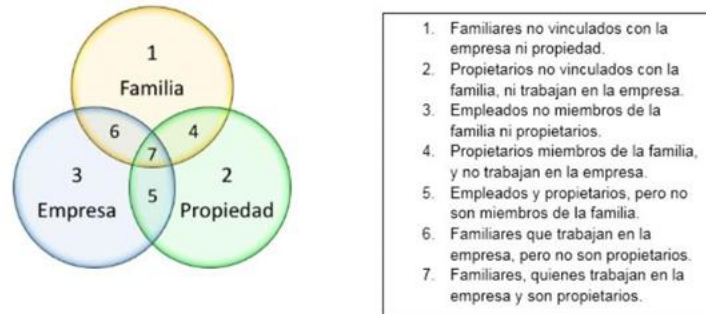 1
Familia
6
4
7
3
Empresa
5
2
Propiedad
1. Familiares no vinculados con la
empresa ni propiedad.
2. Propietarios no vinculados con la
familia, ni trabajan en la empresa.
3. Empleados no miembros de la
familia ni propietarios.
4. Propietarios miembros de la familia,
y no trabajan en la empresa.
5. Empleados y propietarios, pero no
son miembros de la familia.
6. Familiares que trabajan en la
empresa, pero no son propietarios.
7. Familiares, quienes trabajan en la
empresa y son propietarios.